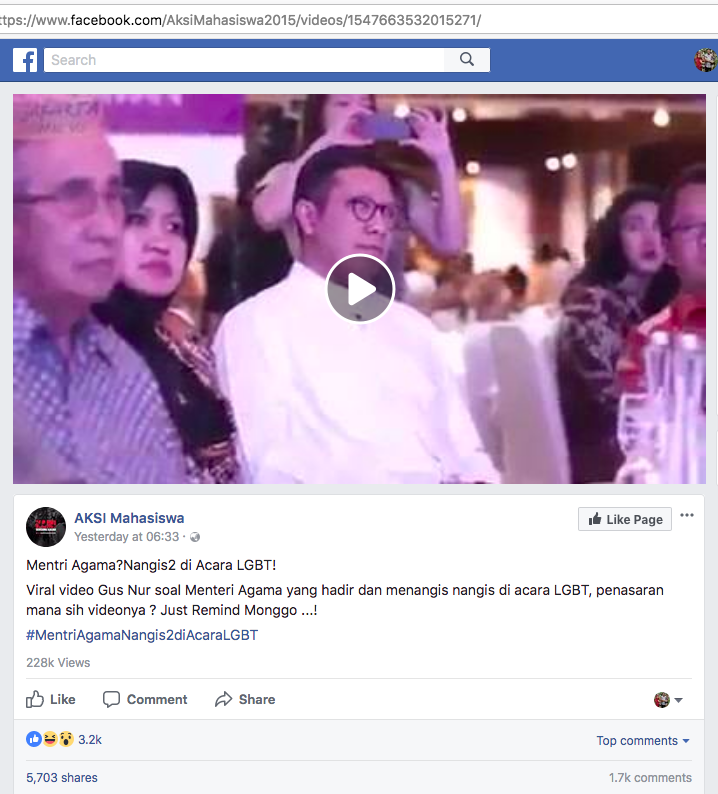 ttps://www.facebook.com/AksiMahasiswa2015/videos/1547663532015271/
Search
AKSI Mahasiswa
Yesterday at 06:33 ·
Like Page
Mentri Agama?Nangis2 di Acara LGBT!
Viral video Gus Nur soal Menteri Agama yang hadir dan menangis nangis di acara LGBT, penasaran
mana sih videonya ? Just Remind Monggo ...!
#MentriAgamaNangis2diAcaraLGBT
228k Views
Like Comment Share
3.2k
Top comments
5,703 shares
1.7k comments